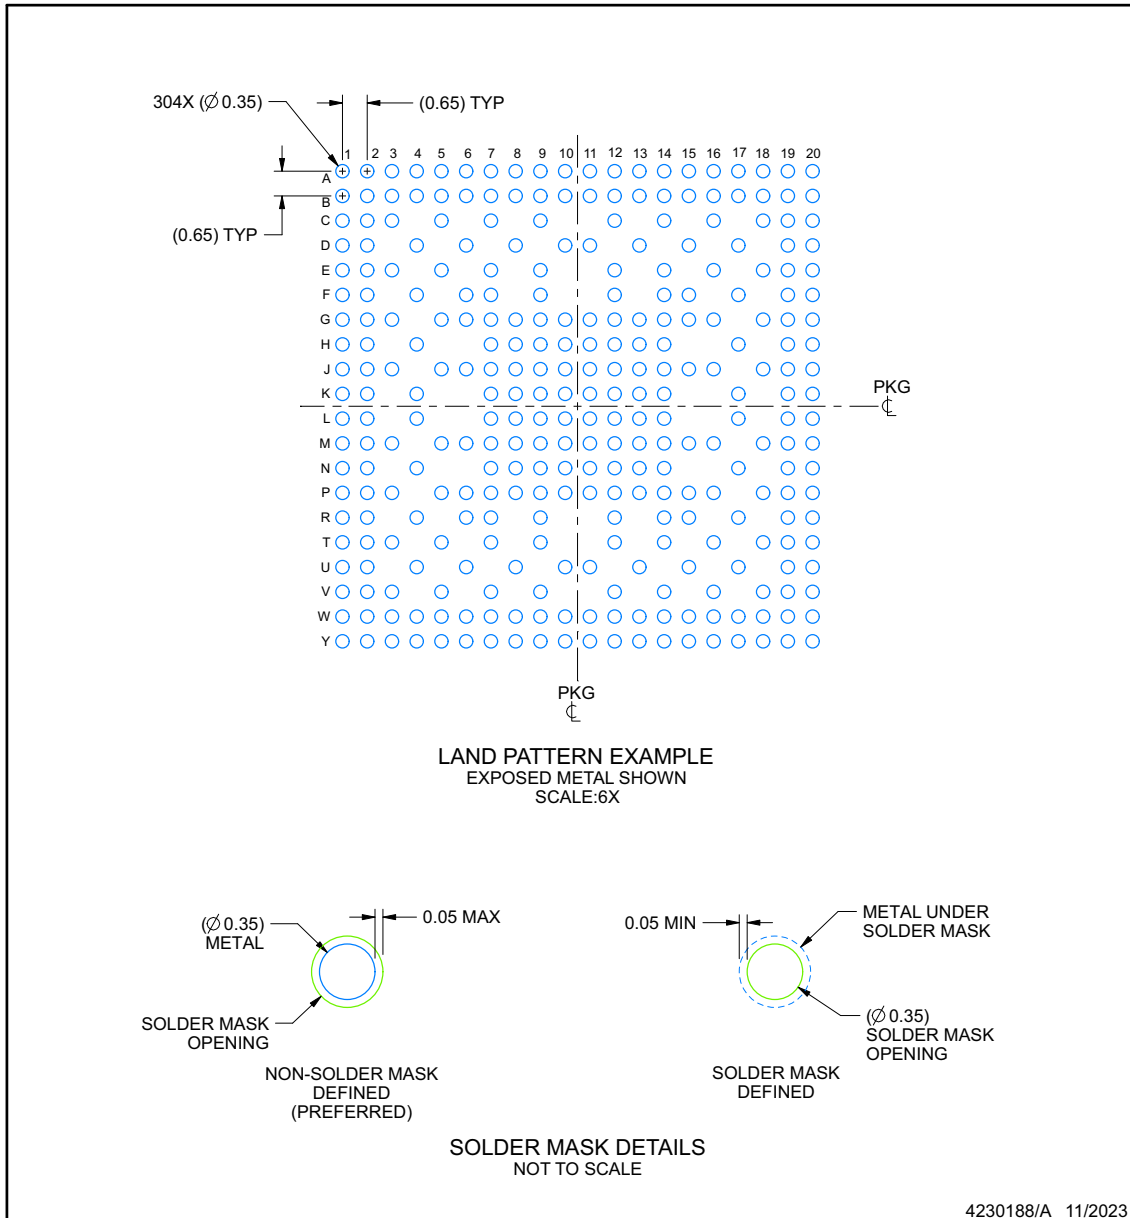 304X (Ø 0.35)
(0.65) TYP
1 2 3 4 5 6 7 8 9 10 11 12 13 14 15 16 17 18 19 20
A
B
(0.65) TYP
C
D
E
F
G
H
J
K
PKG
L
M
N
P
R
T
U
V
W
Y
PKG
LAND PATTERN EXAMPLE
EXPOSED METAL SHOWN
SCALE:6X
(Ø 0.35)
METAL
0.05 MAX
SOLDER MASK
OPENING
NON-SOLDER MASK
DEFINED
(PREFERRED)
0.05 MIN
METAL UNDER
SOLDER MASK
(Ø 0.35)
SOLDER MASK
OPENING
SOLDER MASK
DEFINED
SOLDER MASK DETAILS
NOT TO SCALE
4230188/A 11/2023